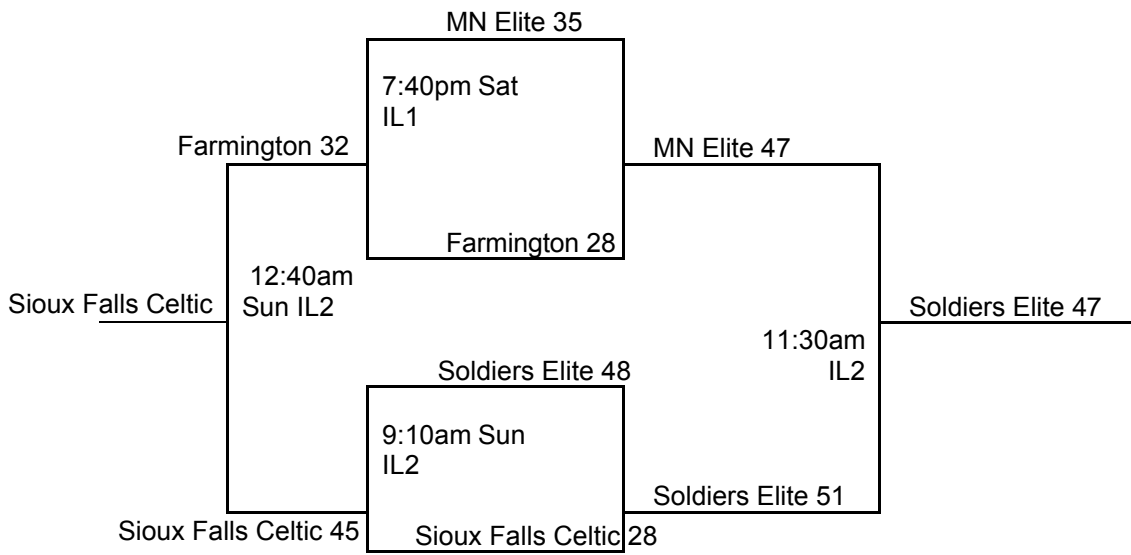 MN Elite 35
7:40pm Sat
IL1
Farmington 32
MN Elite 47
Farmington 28
12:40am
Sun IL2
Sioux Falls Celtic
Soldiers Elite 47
11:30am
IL2
Soldiers Elite 48
9:10am Sun
IL2
Soldiers Elite 51
Sioux Falls Celtic 45
Sioux Falls Celtic 28